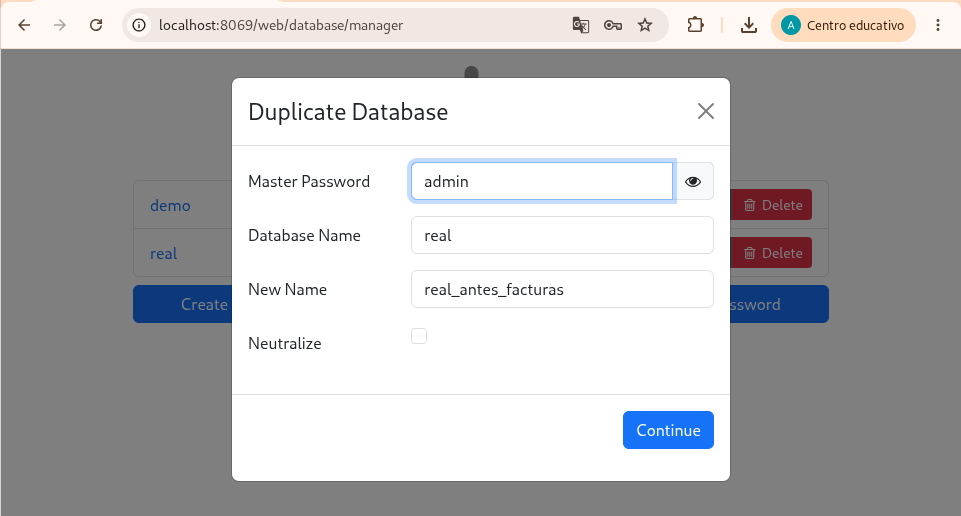 localhost:8069/web/database/manager
A Centro educativo
Duplicate Database
Master Password admin
Database Name real
New Name real_antes_facturas
Neutralize
Continue
demo Delete
real Delete
Create ssword